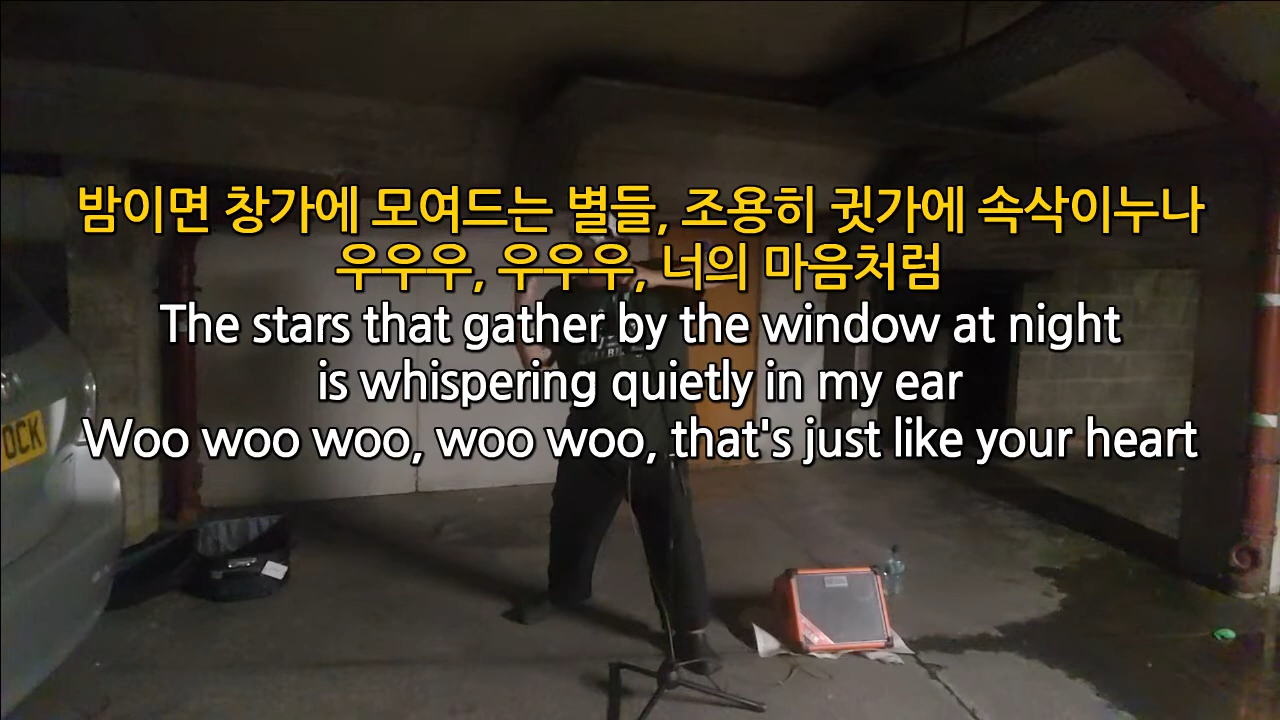 밤이면 창가에 모여드는 별들, 조용히 귓가에 속삭이누나
우우우, 우우우, 너의 마음처럼
The stars that gather by the window at night
is whispering quietly in my ear
Woo woo woo, woo woo, that's just like your heart
OCK